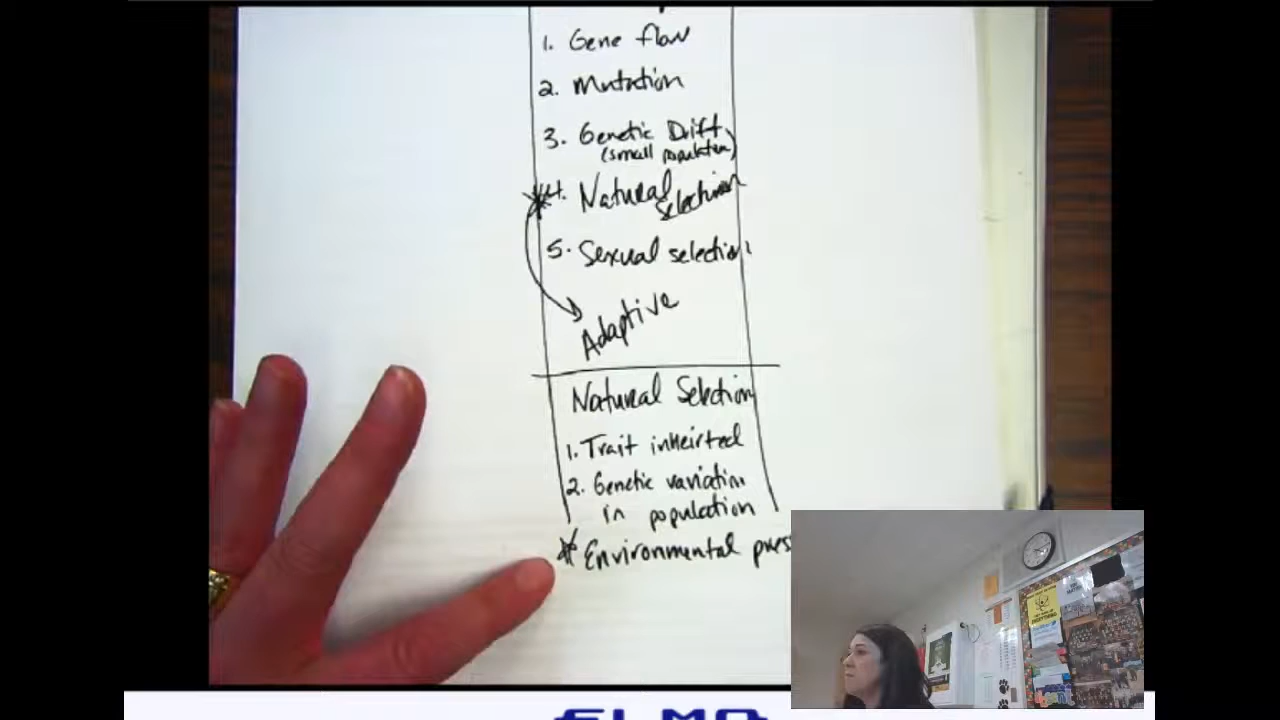 1. Gene flow
2. Mutation
3. Genetic Drift
(small population)
*4. Natural
Selection
5. Sexual selection
Adaptive
Natural Selection
1. Trait inheirted
2. Genetic variation
in population
* Environmental pres
ELMO